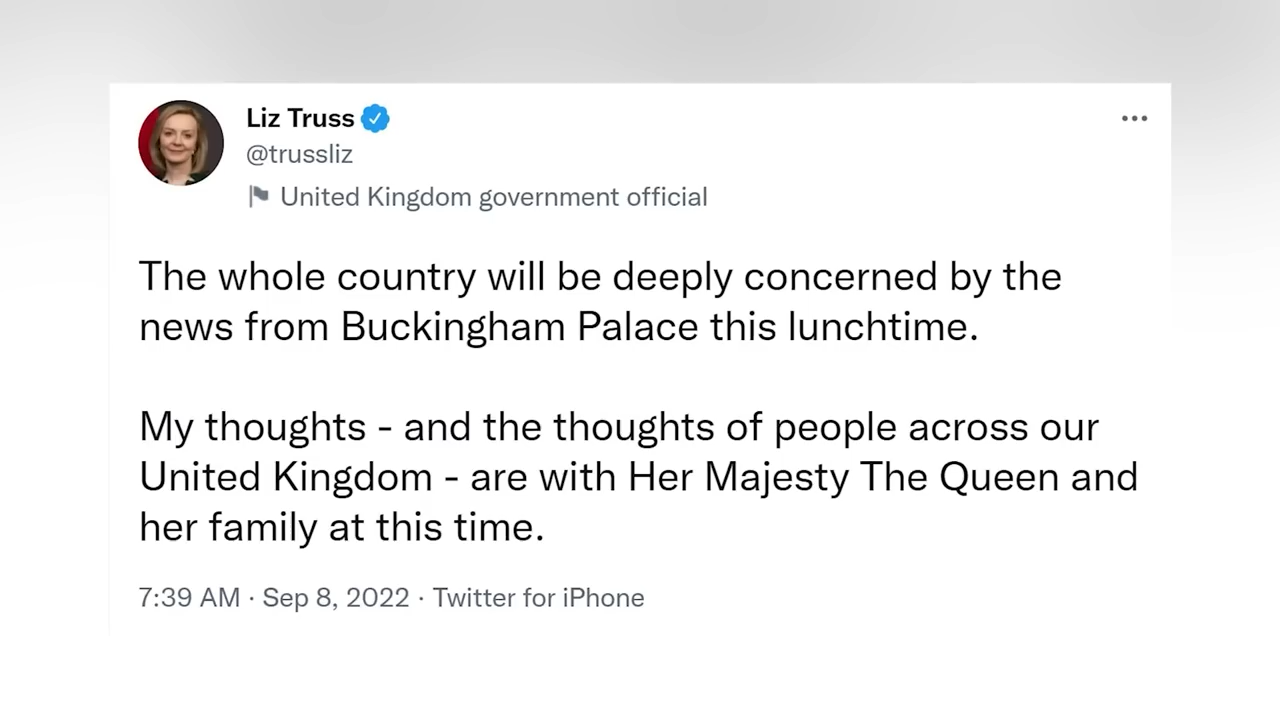 Liz Truss
@trussliz
United Kingdom government official
The whole country will be deeply concerned by the
news from Buckingham Palace this lunchtime.
My thoughts - and the thoughts of people across our
United Kingdom - are with Her Majesty The Queen and
her family at this time.
7:39 AM · Sep 8, 2022 · Twitter for iPhone